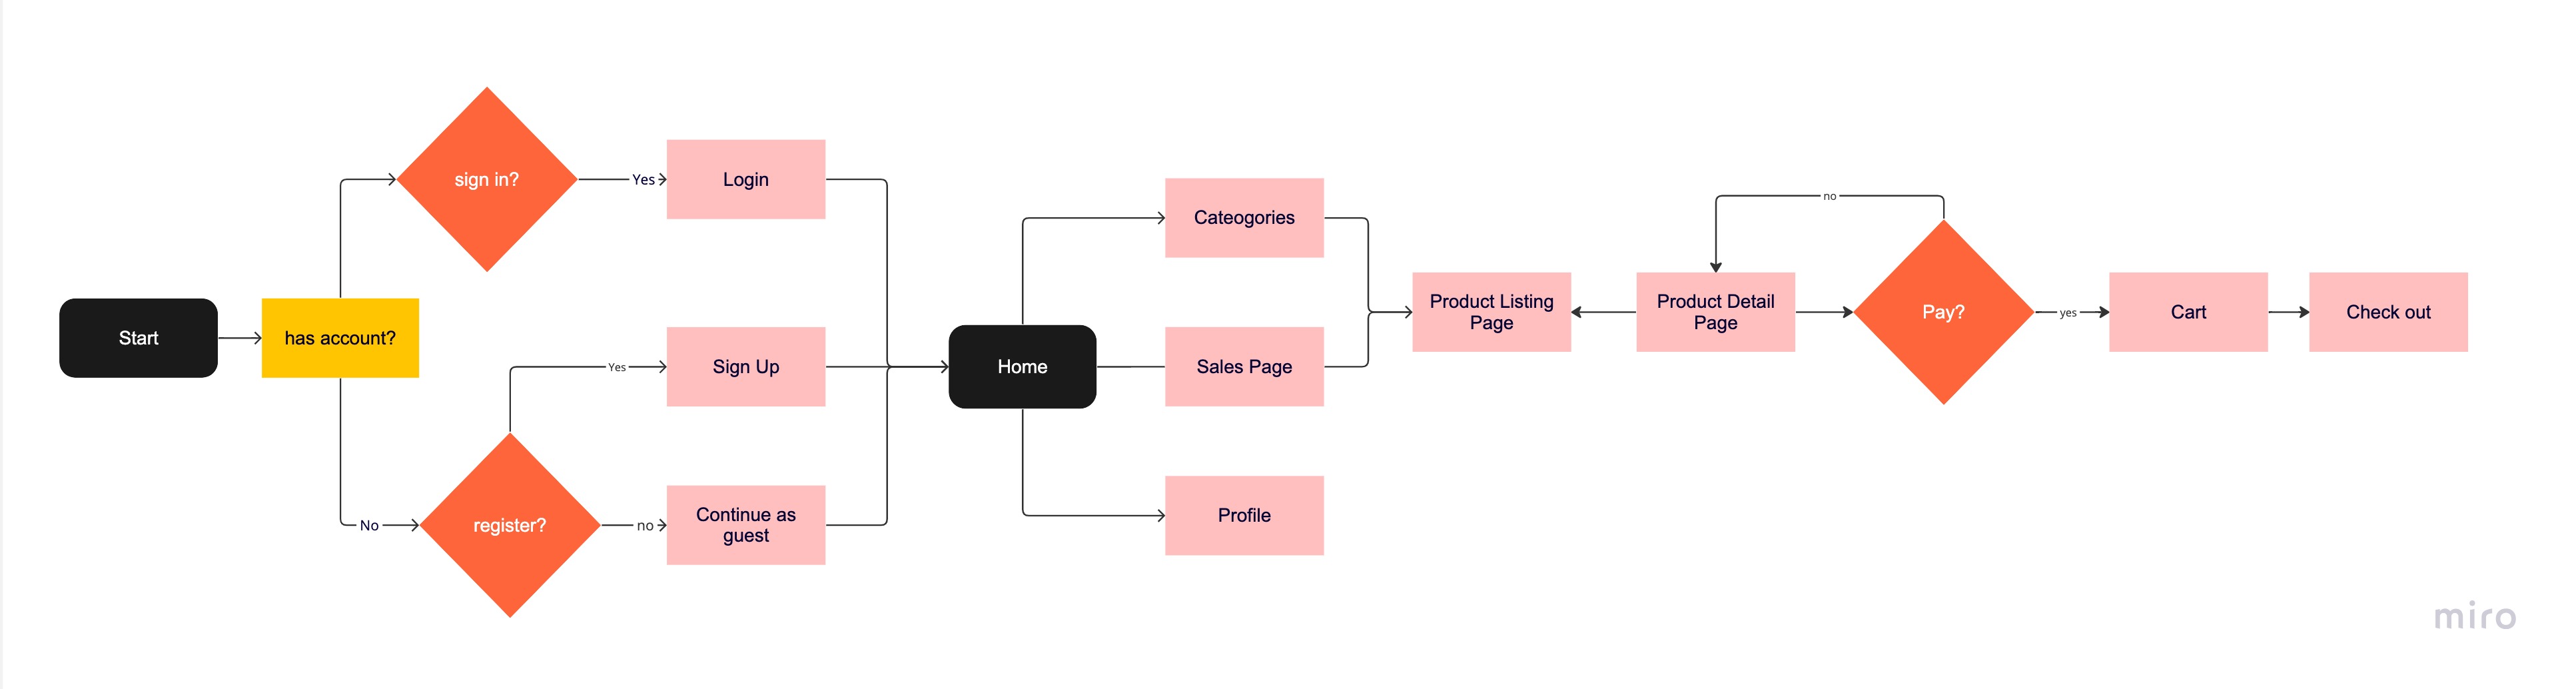 Start
has account?
sign in?
Yes
Login
No
register?
Yes
Sign Up
no
Continue as
guest
Home
Cateogories
Sales Page
Profile
Product Listing
Page
Product Detail
Page
no
Pay?
yes
Cart
Check out
miro